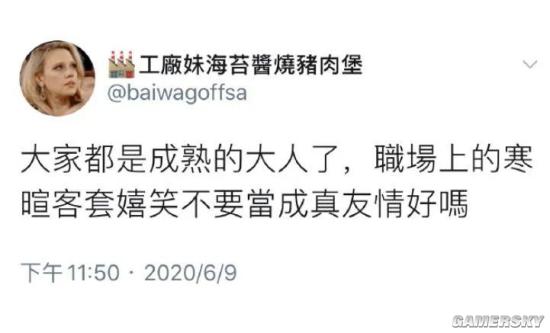 🏭🏭工廠妹海苔醬燒豬肉堡
@baiwagoffsa
大家都是成熟的大人了，職場上的寒
暄客套嬉笑不要當成真友情好嗎
下午11:50 · 2020/6/9
GAMERSKY